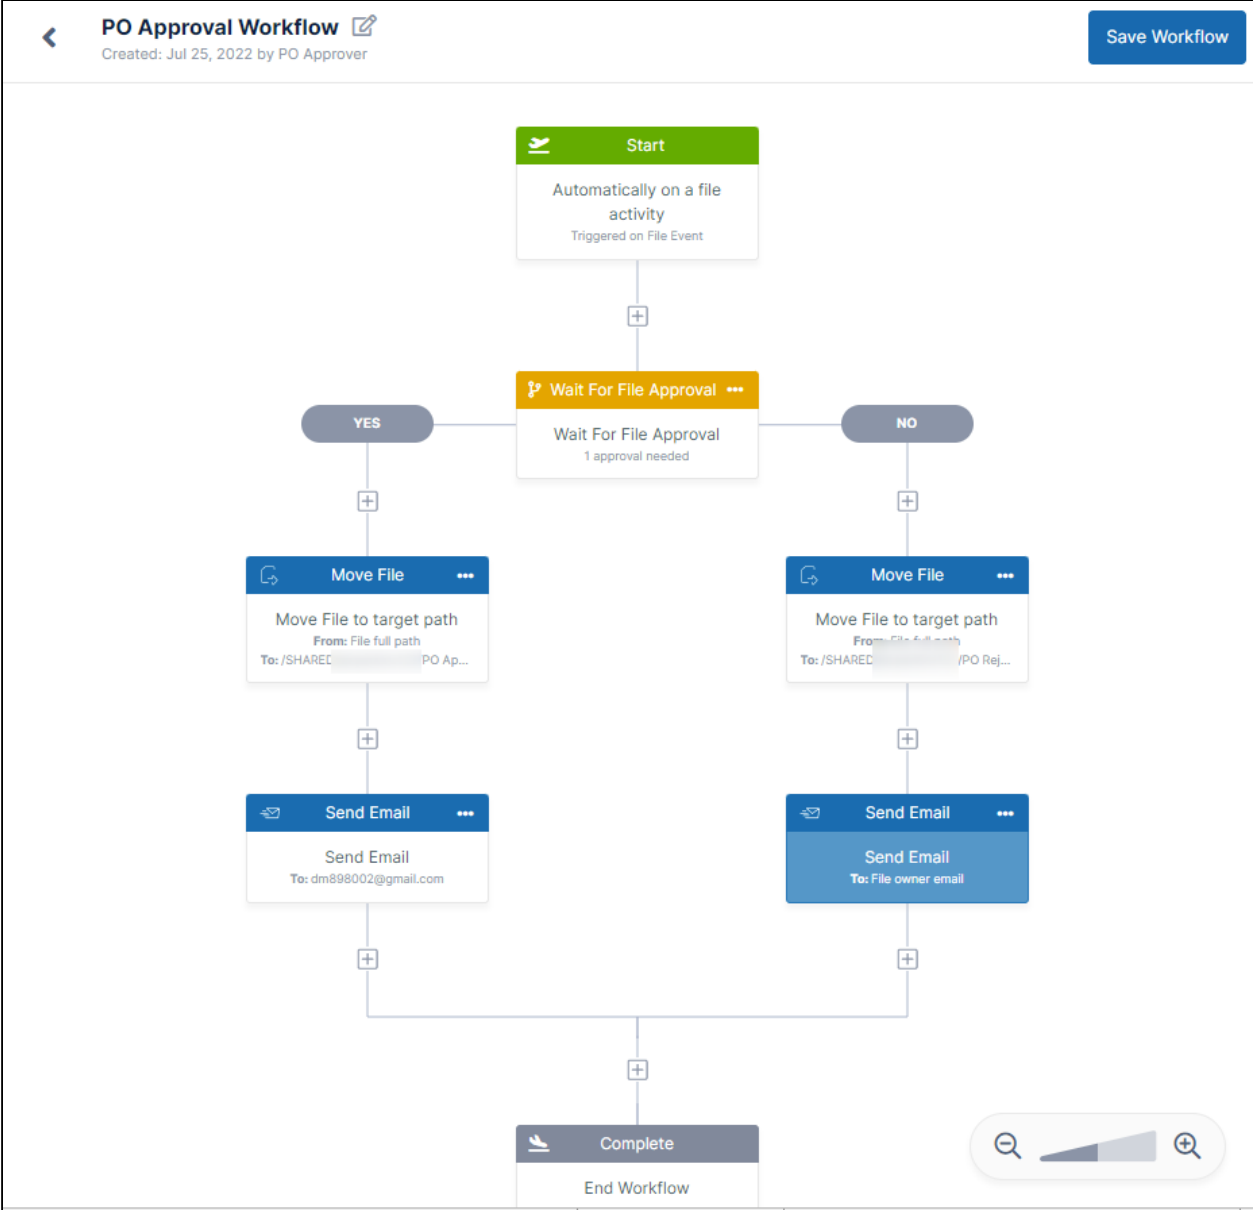 PO Approval Workflow
Created: Jul 25, 2022 by PO Approver
Save Workflow
Start
Automatically on a file
activity
Triggered on File Event
Wait For File Approval
YES
NO
Wait For File Approval
1 approval needed
Move File
Move File
Move File to target path
From: File full path
To: /SHARED /PO Ap...
Move File to target path
From: File full path
To: /SHARED /PO Rej...
Send Email
Send Email
Send Email
To: dm898002@gmail.com
Send Email
To: File owner email
Complete
End Workflow